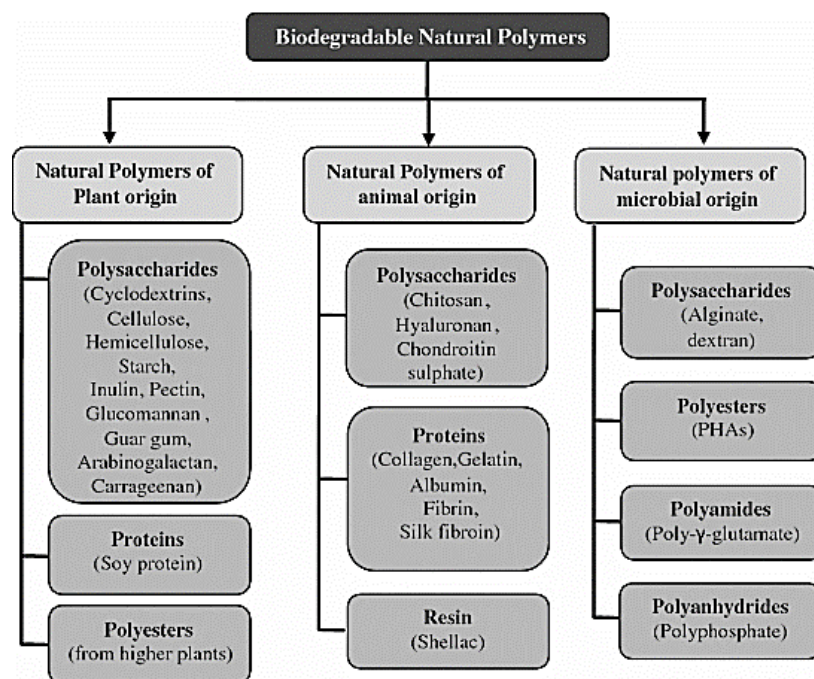 Biodegradable Natural Polymers
Natural Polymers of
Plant origin
Polysaccharides
(Cyclodextrins,
Cellulose,
Hemicellulose,
Starch,
Inulin, Pectin,
Glucomannan ,
Guar gum,
Arabinogalactan,
Carrageenan)
Proteins
(Soy protein)
Polyesters
(from higher plants)
Natural Polymers of
animal origin
Polysaccharides
(Chitosan,
Hyaluronan,
Chondroitin
sulphate)
Proteins
(Collagen,Gelatin,
Albumin,
Fibrin,
Silk fibroin)
Resin
(Shellac)
Natural polymers of
microbial origin
Polysaccharides
(Alginate,
dextran)
Polyesters
(PHAs)
Polyamides
(Poly-γ-glutamate)
Polyanhydrides
(Polyphosphate)